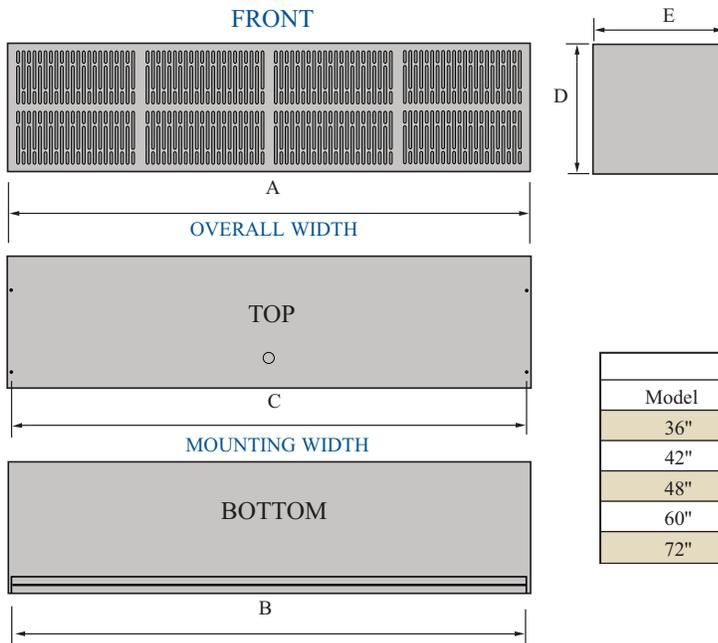 FRONT
E
D
A
OVERALL WIDTH
TOP
C
MOUNTING WIDTH
BOTTOM
B
Model
36"
42"
48"
60"
72"